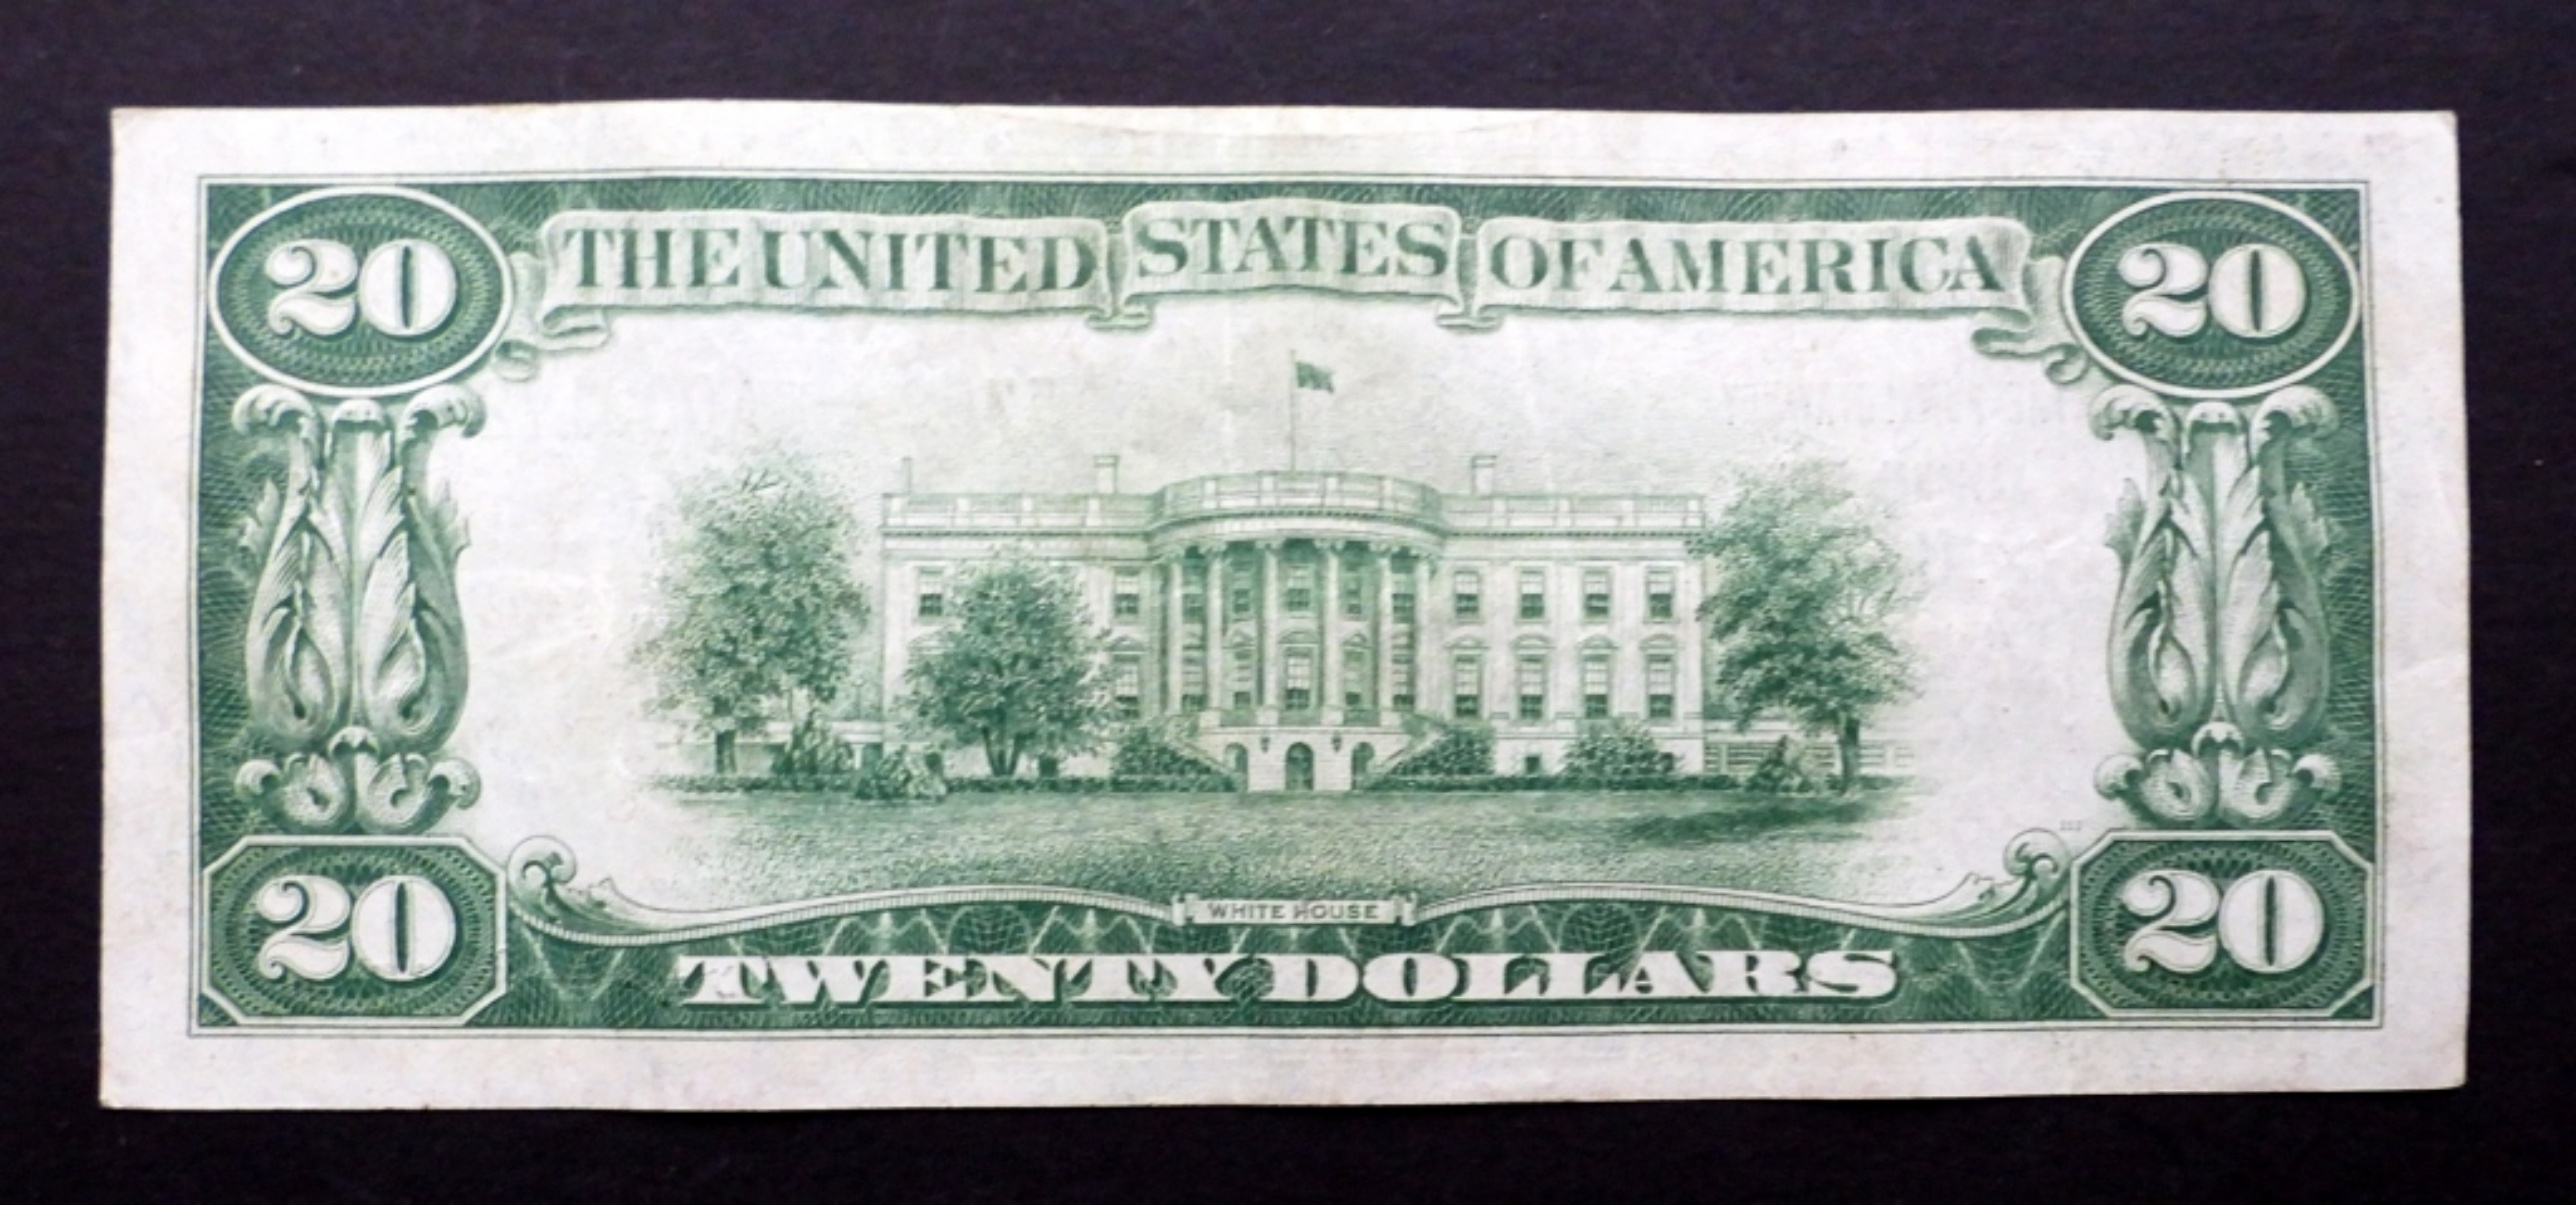 20 THE UNITED STATES OF AMERICA 20
WHITE HOUSE
20 TWENTY DOLLARS 20